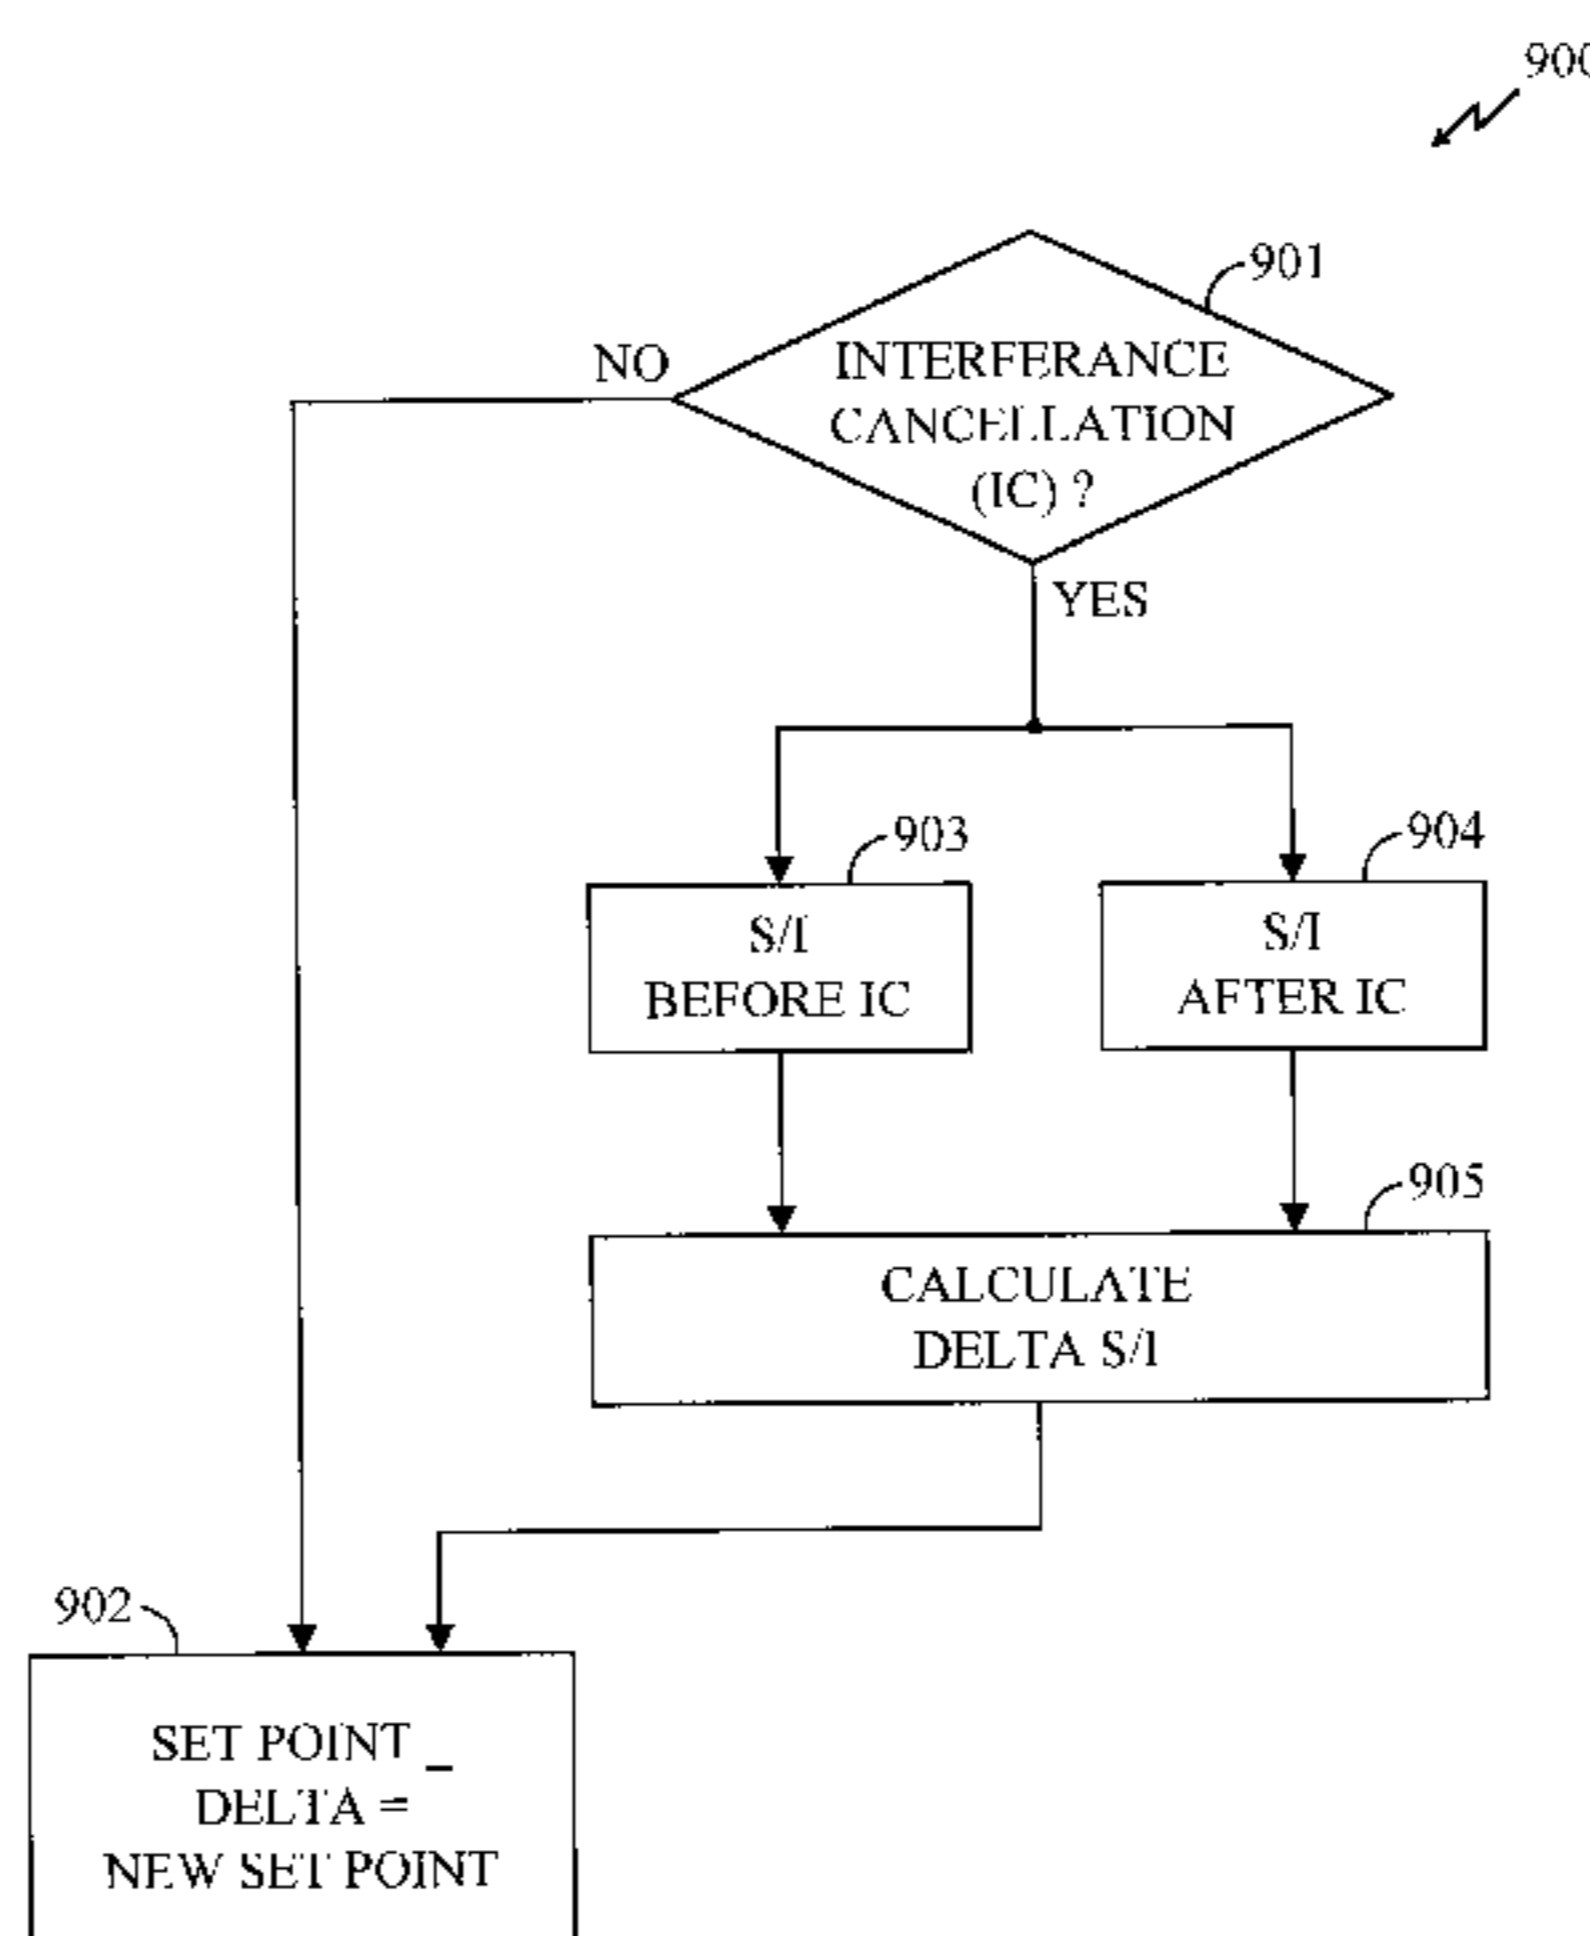 900
901
NO
INTERFERANCE
CANCELLATION
(IC) ?
YES
903
904
S/I
BEFORE IC
S/I
AFTER IC
905
CALCULATE
DELTA S/I
902
SET POINT _
DELTA =
NEW SET POINT